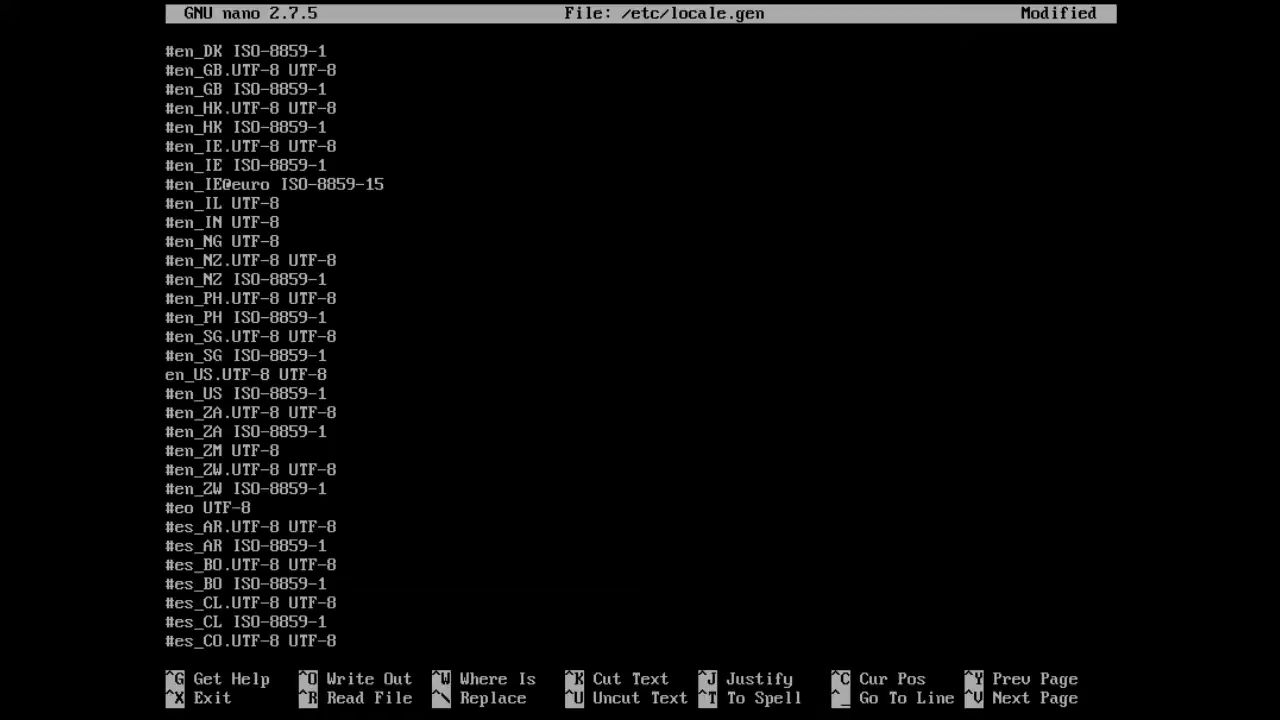 GNU nano 2.7.5 File: /etc/locale.gen Modified
#en_DK ISO-8859-1
#en_GB.UTF-8 UTF-8
#en_GB ISO-8859-1
#en_HK.UTF-8 UTF-8
#en_HK ISO-8859-1
#en_IE.UTF-8 UTF-8
#en_IE ISO-8859-1
#en_IE@euro ISO-8859-15
#en_IL UTF-8
#en_IN UTF-8
#en_NG UTF-8
#en_NZ.UTF-8 UTF-8
#en_NZ ISO-8859-1
#en_PH.UTF-8 UTF-8
#en_PH ISO-8859-1
#en_SG.UTF-8 UTF-8
#en_SG ISO-8859-1
en_US.UTF-8 UTF-8
#en_US ISO-8859-1
#en_ZA.UTF-8 UTF-8
#en_ZA ISO-8859-1
#en_ZM UTF-8
#en_ZW.UTF-8 UTF-8
#en_ZW ISO-8859-1
#eo UTF-8
#es_AR.UTF-8 UTF-8
#es_AR ISO-8859-1
#es_BO.UTF-8 UTF-8
#es_BO ISO-8859-1
#es_CL.UTF-8 UTF-8
#es_CL ISO-8859-1
#es_CO.UTF-8 UTF-8
^G Get Help ^O Write Out ^W Where Is ^K Cut Text ^J Justify ^C Cur Pos ^Y Prev Page
^X Exit ^R Read File ^\ Replace ^U Uncut Text ^T To Spell ^_ Go To Line ^V Next Page